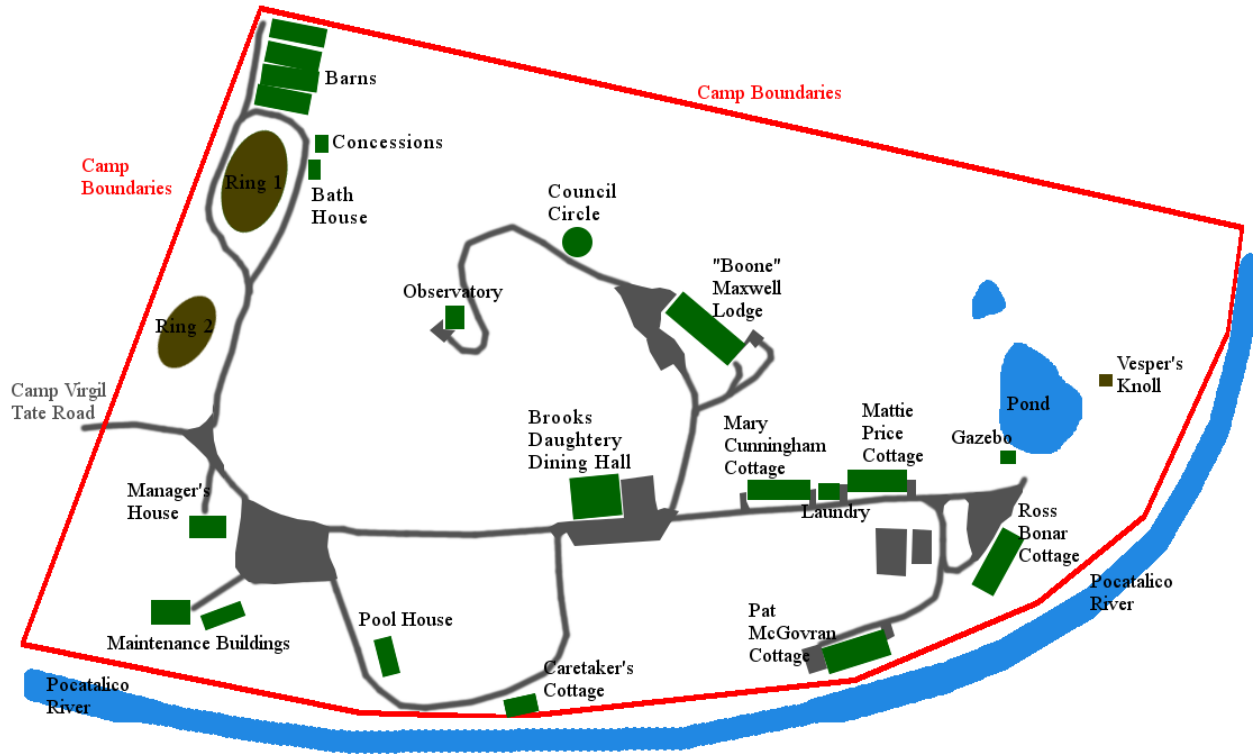 Barns
Camp Boundaries
Concessions
Camp
Boundaries
Ring 1
Bath
House
Council
Circle
"Boone"
Maxwell
Lodge
Observatory
Ring 2
Vesper's
Knoll
Camp Virgil
Tate Road
Pond
Brooks
Daughtery
Dining Hall
Mary
Cunningham
Cottage
Mattie
Price
Cottage
Gazebo
Manager's
House
Laundry
Ross
Bonar
Cottage
Pocatalico
River
Maintenance Buildings
Pool House
Pat
McGovran
Cottage
Caretaker's
Cottage
Pocatalico
River